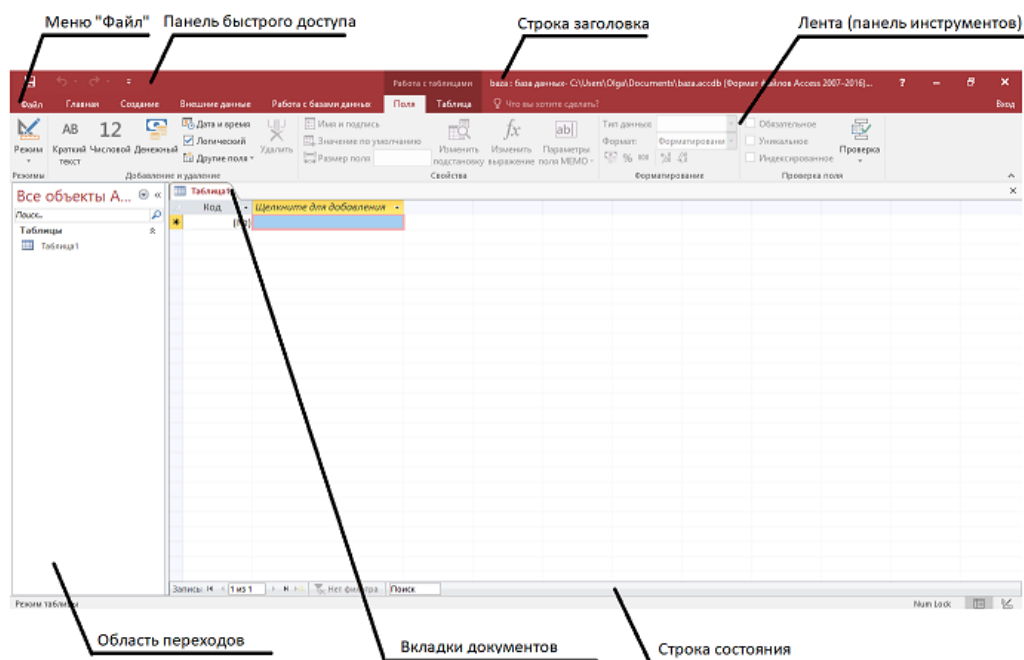 Меню "Файл" Панель быстрого доступа Строка заголовка Лента (панель инструментов)
Работа с таблицами baza : база данных- C:\Users\Olga\Documents\baza.accdb (Формат файлов Access 2007–2016)... ?
Файл Главная Создание Внешние данные Работа с базами данных Поля Таблица Что вы хотите сделать? Вход
Режим
АВ Краткий текст
12 Числовой
Денежный
Дата и время
Логический
Другие поля
Удалить
Имя и подпись
Значение по умолчанию
Размер поля
Изменить подстановку
fx Изменить выражение
ab Параметры поля МЕМО
Тип данных:
Формат: Форматировани
% 000
Обязательное
Уникальное
Индексированное
Проверка
Режимы Добавление и удаление Свойства Форматирование Проверка поля
Все объекты А... «
Поиск...
Таблицы
Таблица1
Таблица1
Код Щелкните для добавления
Записи: 1 из 1 Нет фильтра Поиск
Режим таблицы Num Lock
Область переходов Вкладки документов Строка состояния